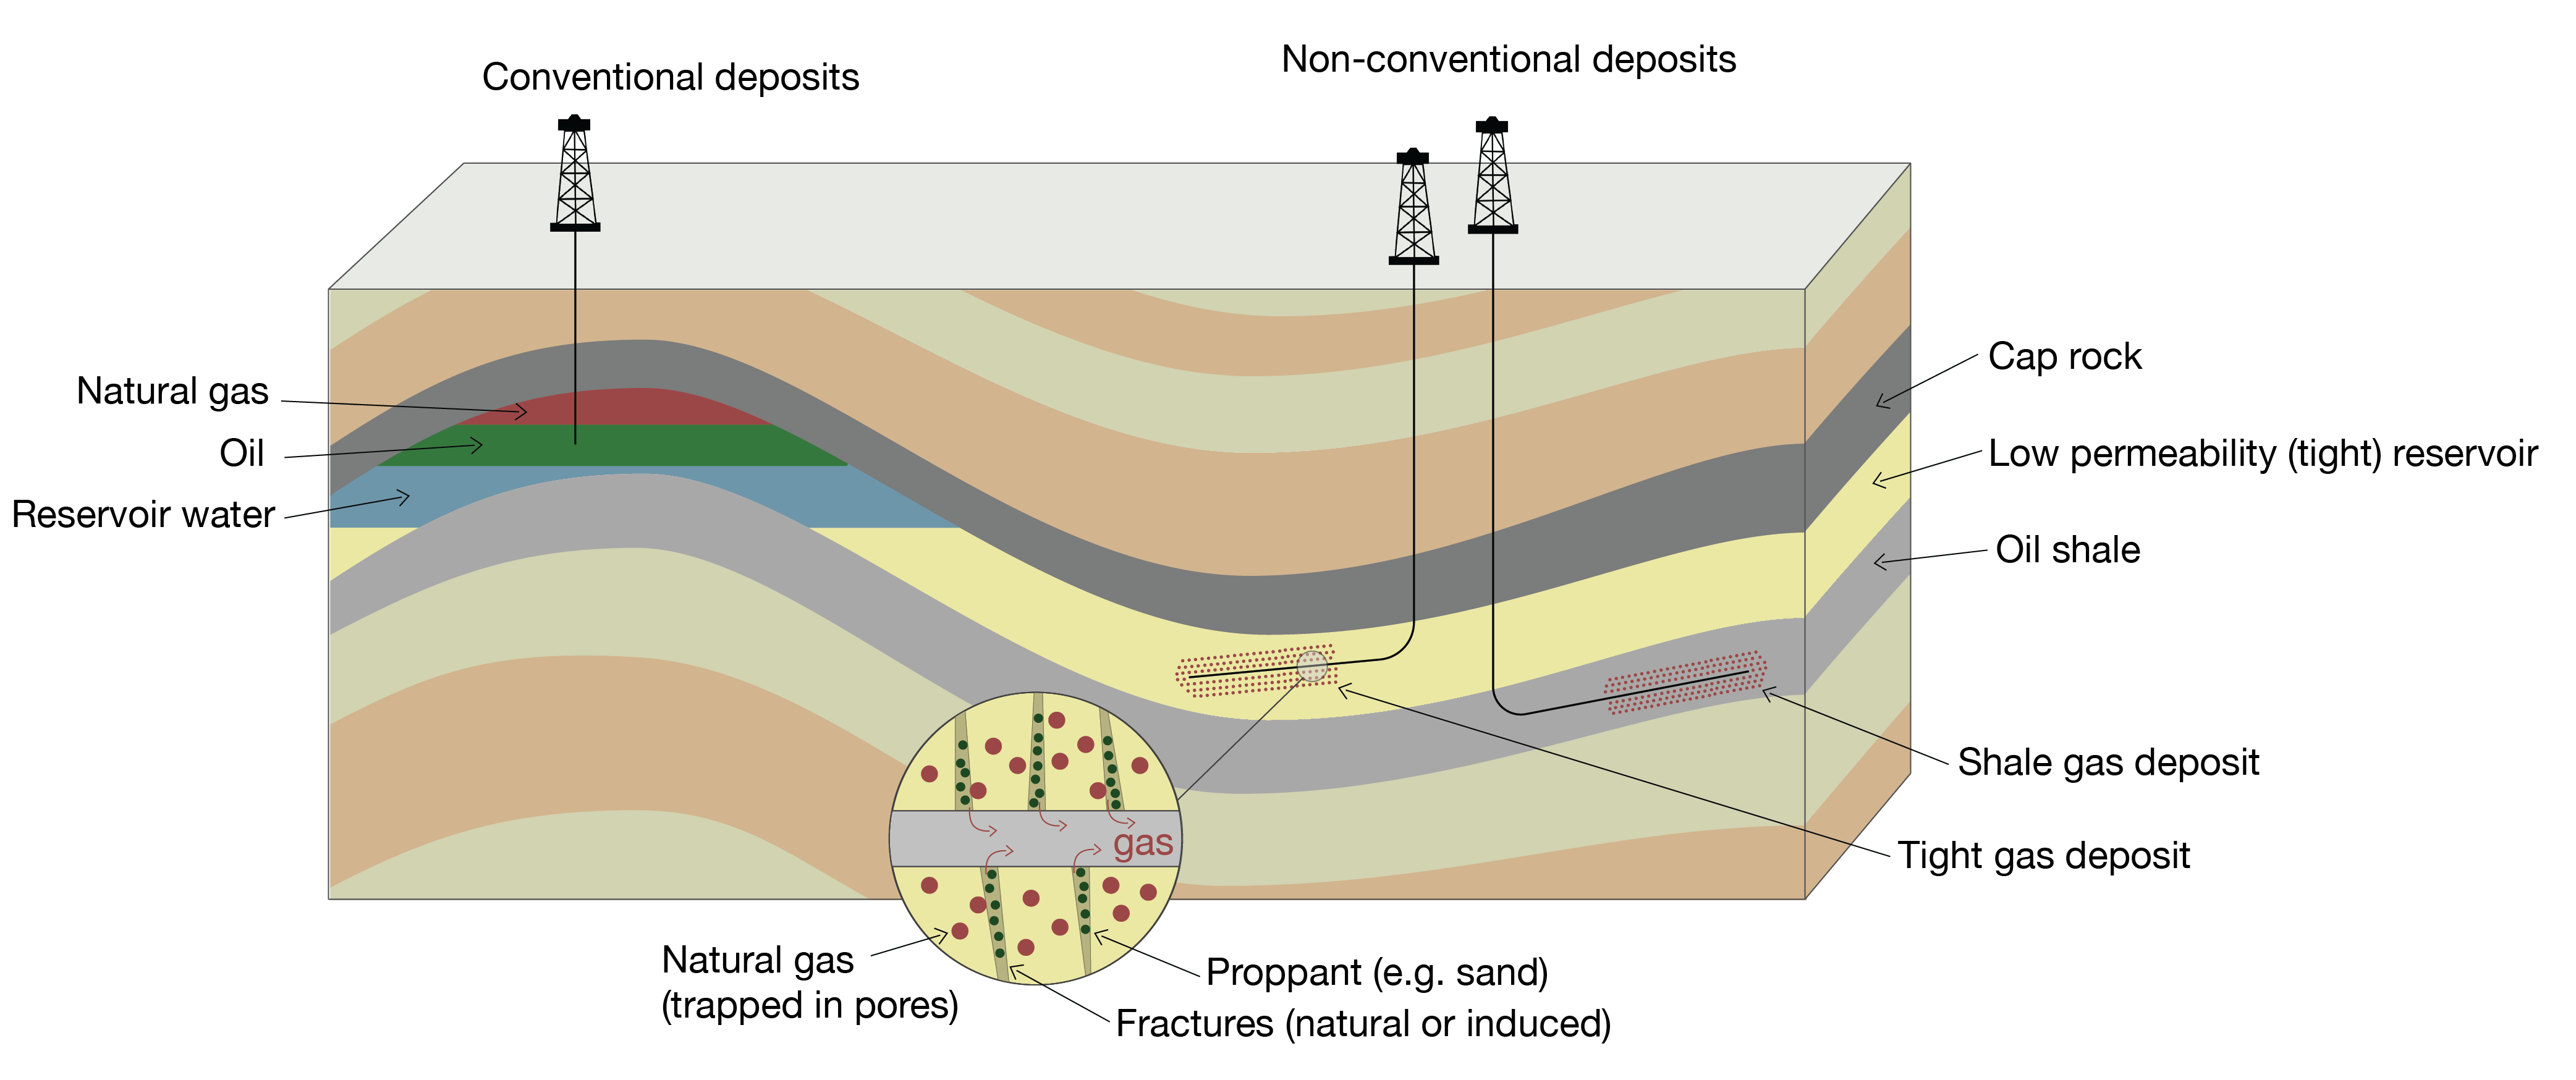 Conventional deposits
Non-conventional deposits
Natural gas
Oil
Reservoir water
Cap rock
Low permeability (tight) reservoir
Oil shale
Shale gas deposit
Tight gas deposit
gas
Natural gas
(trapped in pores)
Proppant (e.g. sand)
Fractures (natural or induced)